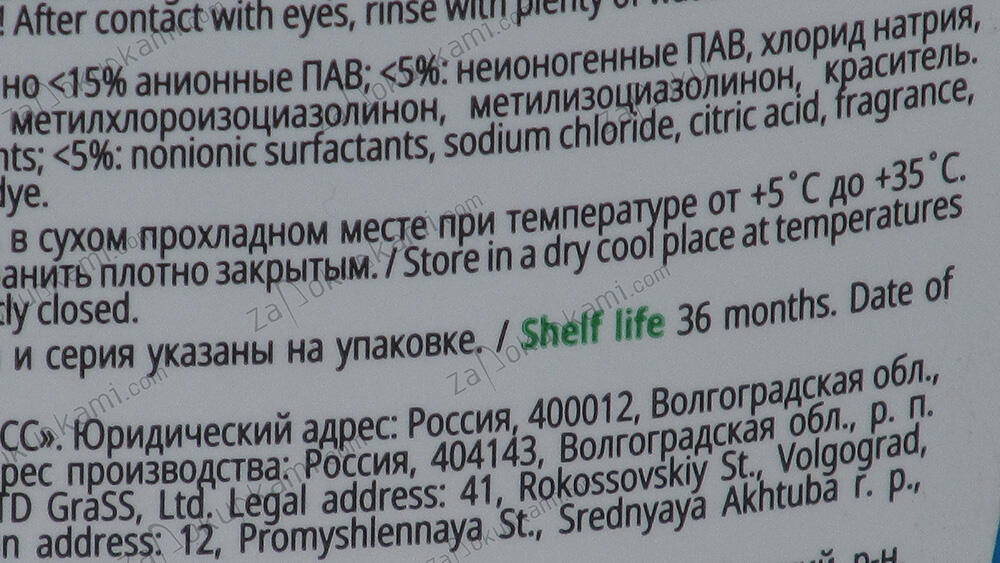 ! After contact with eyes, rinse with plenty of
но <15% анионные ПАВ; <5%: неионогенные ПАВ, хлорид натрия,
метилхлороизоциазолинон, метилизоциазолинон, краситель.
nts; <5%: nonionic surfactants, sodium chloride, citric acid, fragrance,
dye.
в сухом прохладном месте при температуре от +5˚C до +35˚C.
анить плотно закрытым. / Store in a dry cool place at temperatures
tly closed.
и серия указаны на упаковке. / Shelf life 36 months. Date of
СС». Юридический адрес: Россия, 400012, Волгоградская обл.,
рес производства: Россия, 404143, Волгоградская обл., р. п.
TD GraSS, Ltd. Legal address: 41, Rokossovskiy St., Volgograd,
n address: 12, Promyshlennaya St., Srednyaya Akhtuba r. p.,
р-н